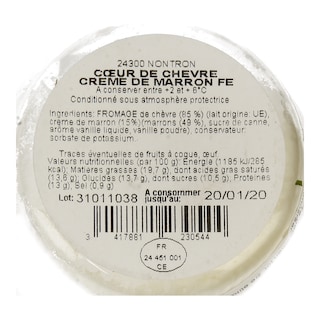 24300 NONTRON
CŒUR DE CHEVRE
CREME DE MARRON FE
A conserver entre +2 et + 6°C
Conditionné sous atmosphère protectrice
Ingrédients: FROMAGE de chèvre (85 %) (lait origine: UE),
crème de marron (15%)(marrons (49 %), sucre de canne,
arôme vanille liquide, vanille poudre), conservateur:
sorbate de potassium.
Traces éventuelles de fruits à coque, œuf.
Valeurs nutritionnelles (par 100 g): Energie (1185 kJ/285
kcal); Matières grasses (19,7 g), dont acides gras saturés
(13,6 g); Glucides (13,7 g), dont sucres (10,5 g); Protéines
(13 g); Sel (0,9 g)
Lot: 31011038 A consommer jusqu'au: 20/01/20
3 417881 230544
FR
24 461 001
CE